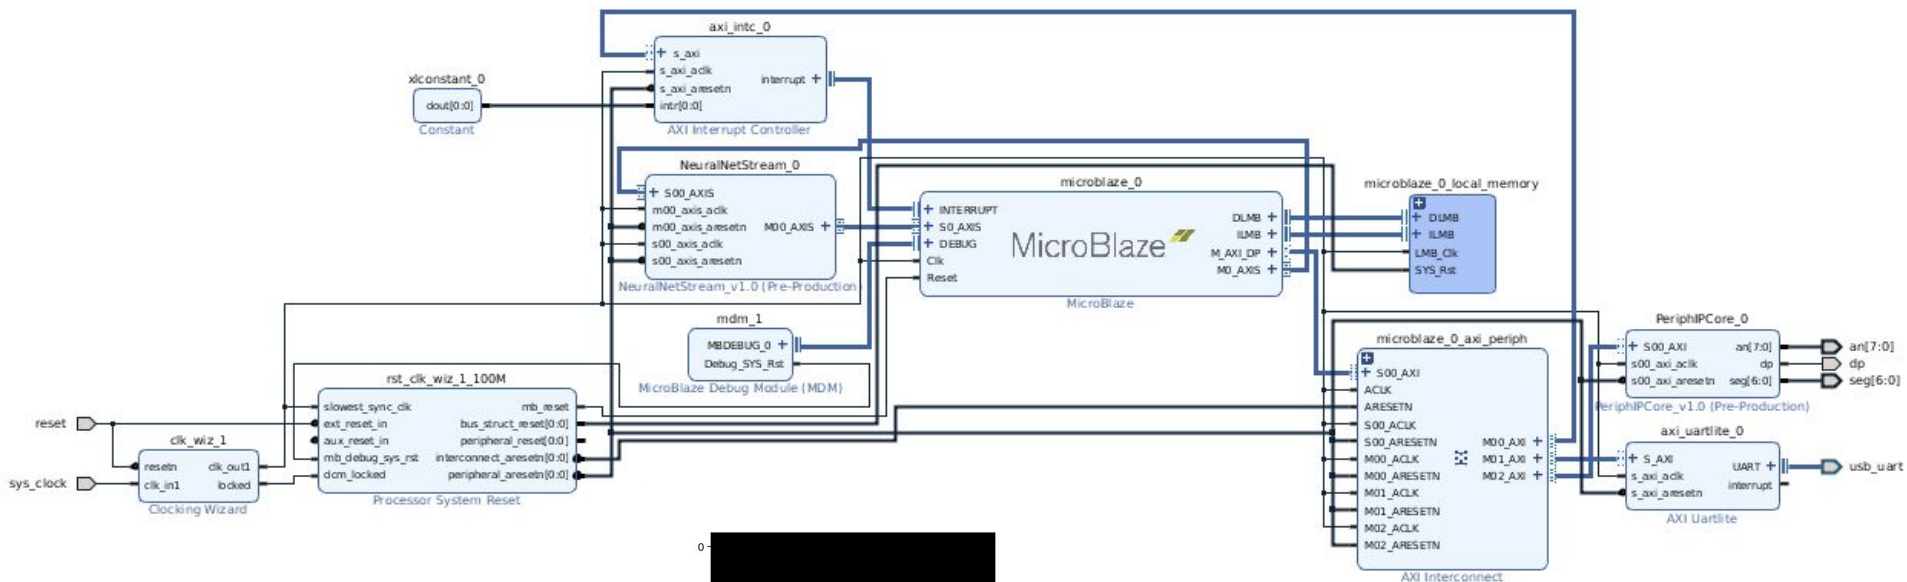 axi_intc_0
s_axi
s_axi_aclk
s_axi_aresetn
intr[0:0]
interrupt
AXI Interrupt Controller
xlconstant_0
dout[0:0]
Constant
NeuralNetStream_0
S00_AXIS
m00_axis_aclk
m00_axis_aresetn
s00_axis_aclk
s00_axis_aresetn
M00_AXIS
NeuralNetStream_v1.0 (Pre-Production)
microblaze_0
INTERRUPT
S0_AXIS
DEBUG
Clk
Reset
MicroBlaze
DLMB
ILMB
M_AXI_DP
M0_AXIS
MicroBlaze
microblaze_0_local_memory
DLMB
ILMB
LMB_Clk
SYS_Rst
mdm_1
MBDEBUG_0
Debug_SYS_Rst
MicroBlaze Debug Module (MDM)
rst_clk_wiz_1_100M
slowest_sync_clk
ext_reset_in
aux_reset_in
mb_debug_sys_rst
dcm_locked
mb_reset
bus_struct_reset[0:0]
peripheral_reset[0:0]
interconnect_aresetn[0:0]
peripheral_aresetn[0:0]
Processor System Reset
reset
sys_clock
clk_wiz_1
resetn
clk_in1
clk_out1
locked
Clocking Wizard
microblaze_0_axi_periph
S00_AXI
ACLK
ARESETN
S00_ACLK
S00_ARESETN
M00_ACLK
M00_ARESETN
M01_ACLK
M01_ARESETN
M02_ACLK
M02_ARESETN
M00_AXI
M01_AXI
M02_AXI
AXI Interconnect
PeriphIPCore_0
S00_AXI
s00_axi_aclk
s00_axi_aresetn
an[7:0]
dp
seg[6:0]
PeriphIPCore_v1.0 (Pre-Production)
an[7:0]
dp
seg[6:0]
axi_uartlite_0
S_AXI
s_axi_aclk
s_axi_aresetn
UART
interrupt
AXI Uartlite
usb_uart
0